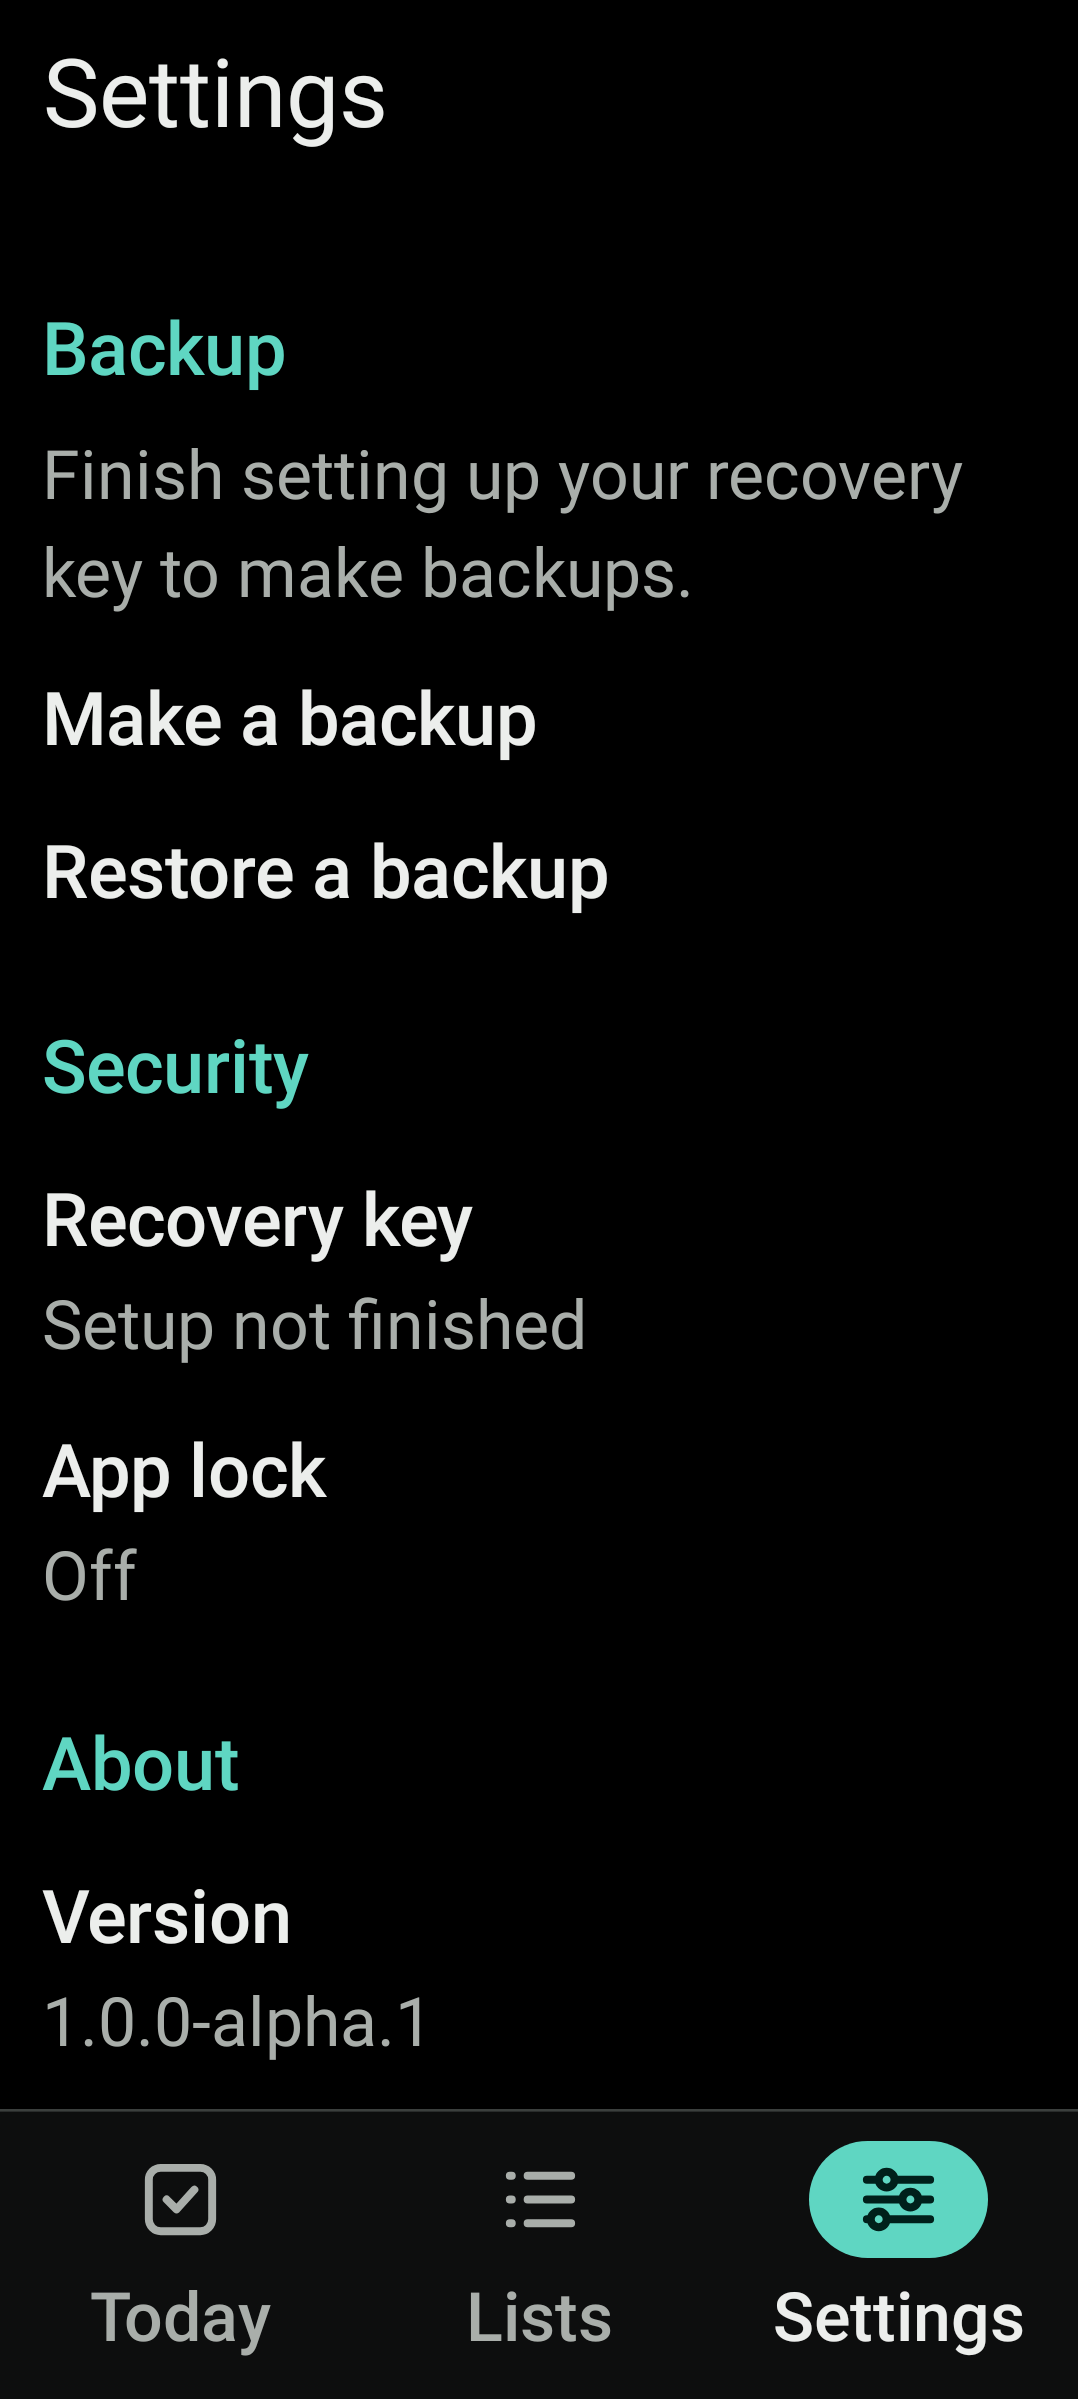 Settings
Backup
Finish setting up your recovery
key to make backups.
Make a backup
Restore a backup
Security
Recovery key
Setup not finished
App lock
Off
About
Version
1.0.0-alpha.1
Today
Lists
Settings